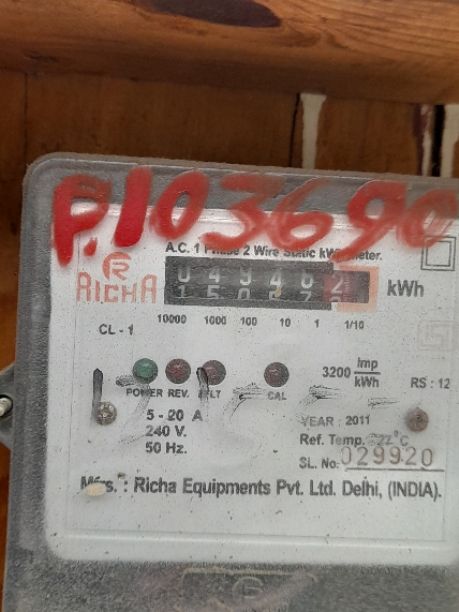 P.103690
A.C. 1 Phase 2 Wire Static kWh meter.
RICHA
kWh
10000 1000 100 10 1 1/10
CL - 1
3200 Imp/kWh
RS : 12
POWER REV. CAL
5 - 20 A
240 V.
50 Hz.
YEAR : 2011
Ref. Temp. 22°C
SL. No. 029920
Mfrs. : Richa Equipments Pvt. Ltd. Delhi, (INDIA).